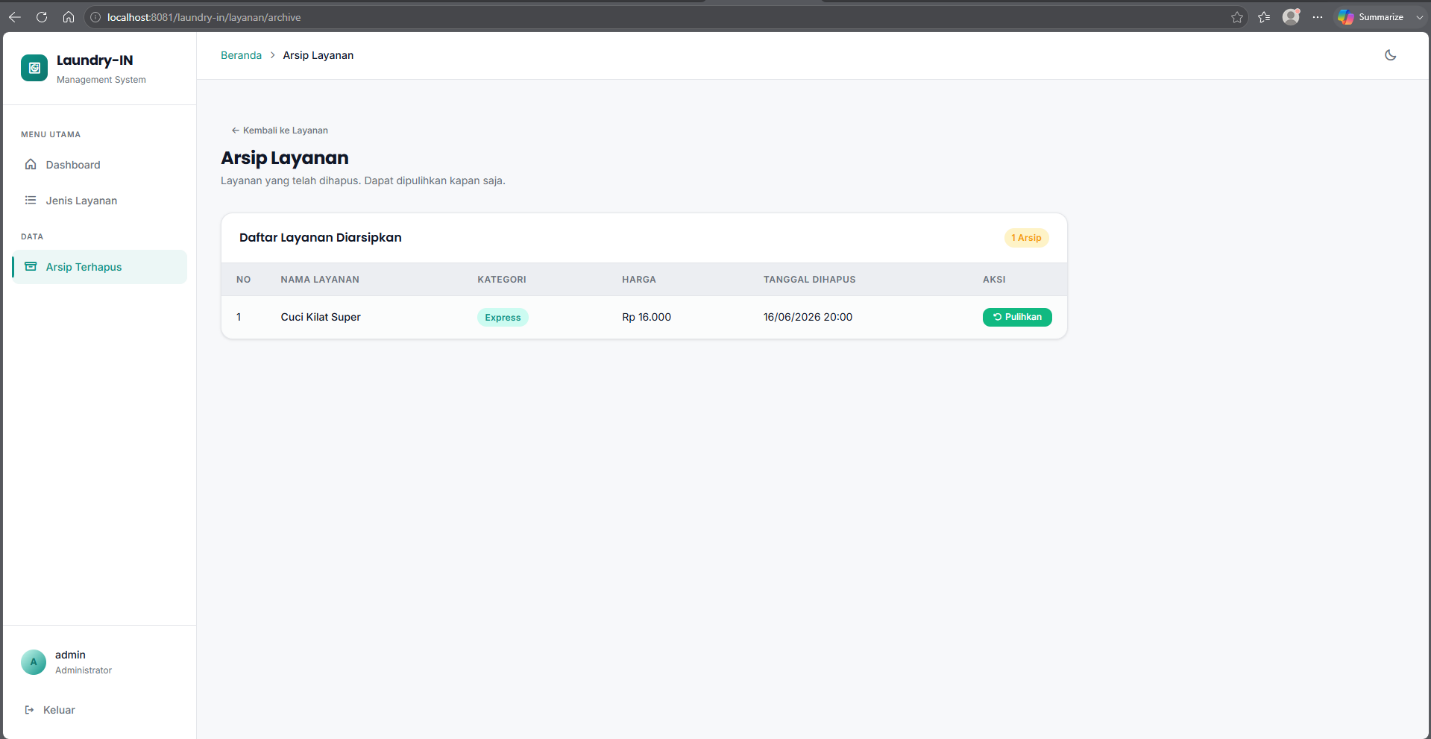 localhost:8081/laundry-in/layanan/archive
Summarize
Laundry-IN
Management System
Beranda > Arsip Layanan
MENU UTAMA
Dashboard
Jenis Layanan
DATA
Arsip Terhapus
← Kembali ke Layanan
Arsip Layanan
Layanan yang telah dihapus. Dapat dipulihkan kapan saja.
Daftar Layanan Diarsipkan
1 Arsip
NO NAMA LAYANAN KATEGORI HARGA TANGGAL DIHAPUS AKSI
1 Cuci Kilat Super Express Rp 16.000 16/06/2026 20:00 Pulihkan
A
admin
Administrator
Keluar